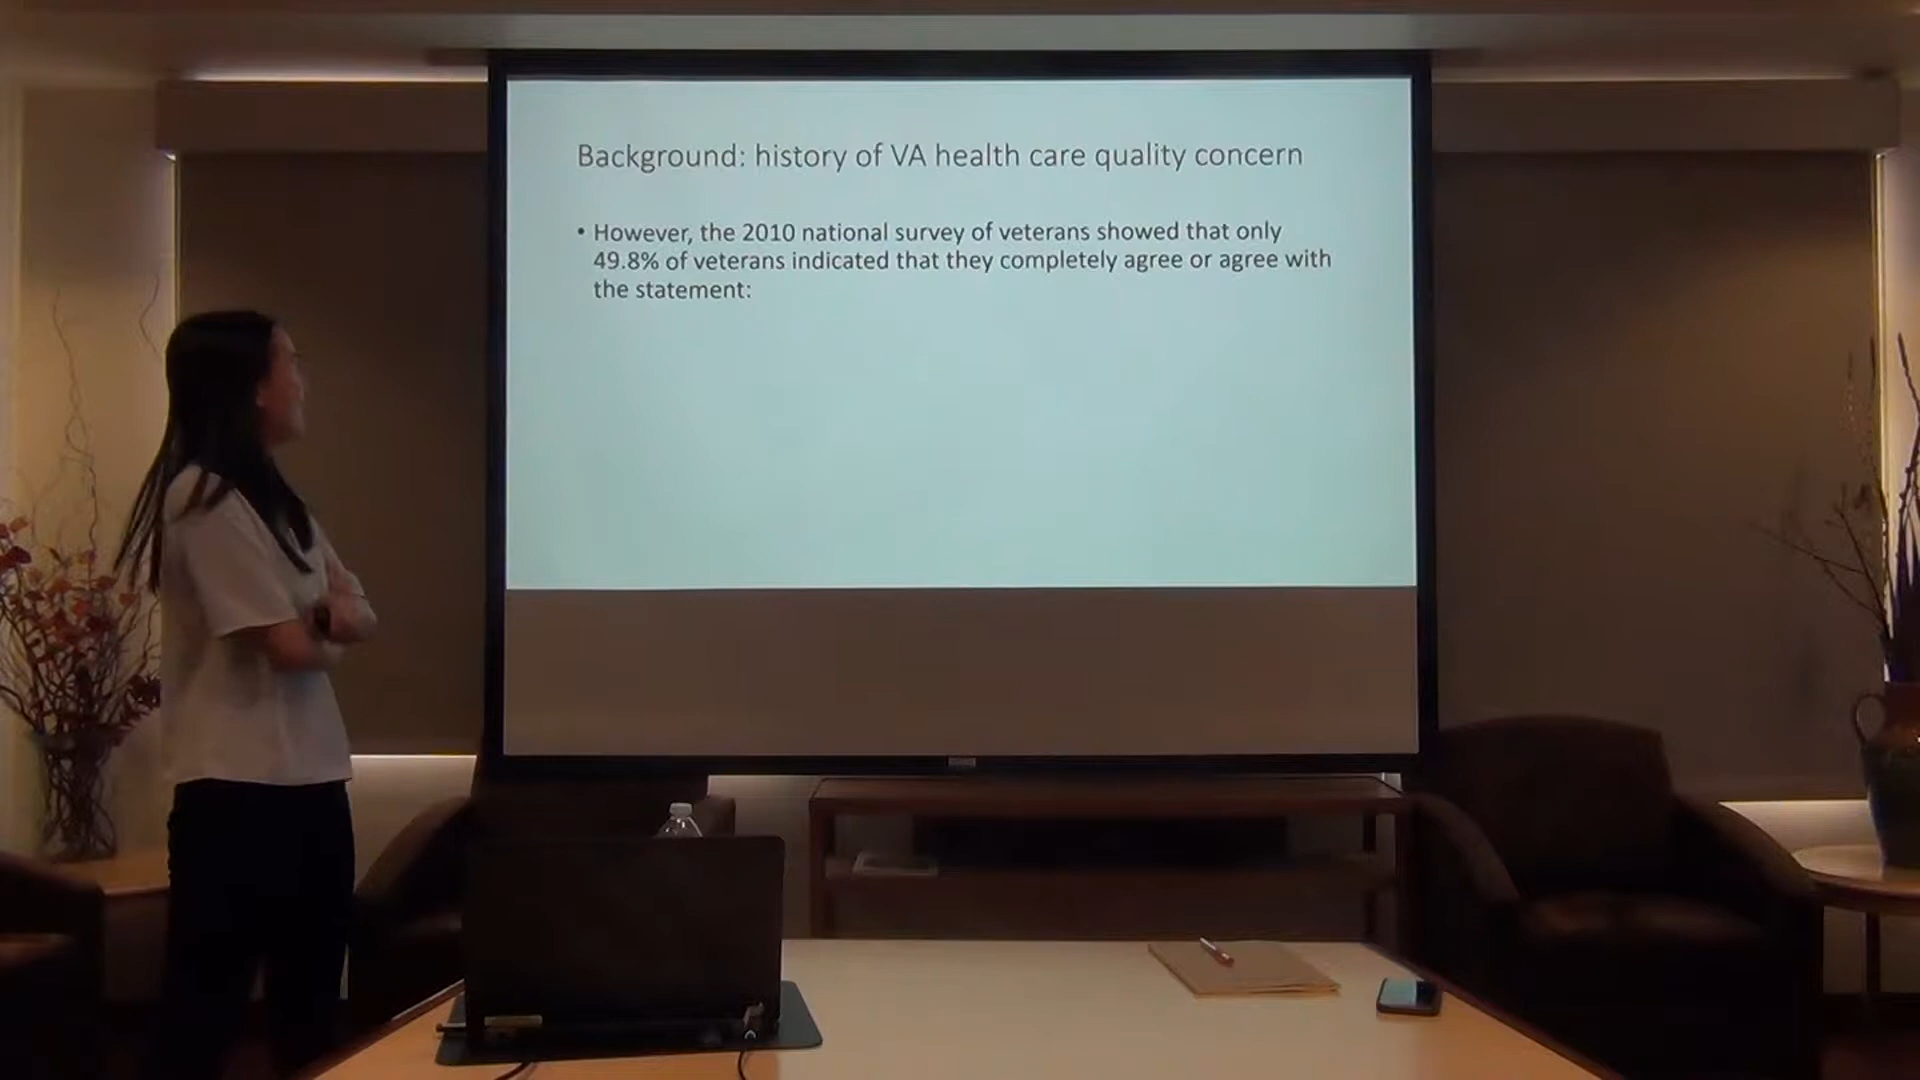 Background: history of VA health care quality concern
• However, the 2010 national survey of veterans showed that only
49.8% of veterans indicated that they completely agree or agree with
the statement: